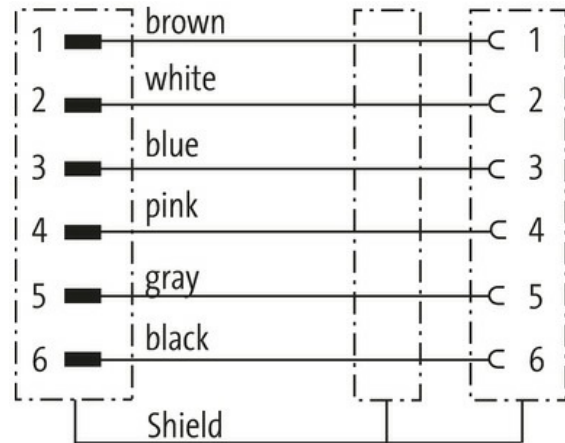 1 brown 1
2 white 2
3 blue 3
4 pink 4
5 gray 5
6 black 6
Shield